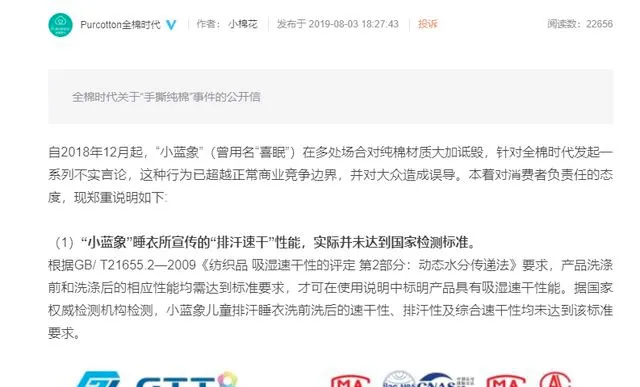 Purcotton全棉时代 作者: 小棉花 发布于 2019-08-03 18:27:43 投诉 阅读数: 22656
全棉时代关于“手撕纯棉”事件的公开信
自2018年12月起，“小蓝象”（曾用名“喜眠”）在多处场合对纯棉材质大加诋毁，针对全棉时代发起一
系列不实言论，这种行为已超越正常商业竞争边界，并对大众造成误导。本着对消费者负责任的态
度，现郑重说明如下:
（1）“小蓝象”睡衣所宣传的“排汗速干”性能，实际并未达到国家检测标准。
根据GB/ T21655.2—2009《纺织品 吸湿速干性的评定 第2部分：动态水分传递法》要求，产品洗涤
前和洗涤后的相应性能均需达到标准要求，才可在使用说明中标明产品具有吸湿速干性能。据国家
权威检测机构检测，小蓝象儿童排汗睡衣洗前洗后的速干性、排汗性及综合速干性均未达到该标准
要求。
GTT MA CNAS MA